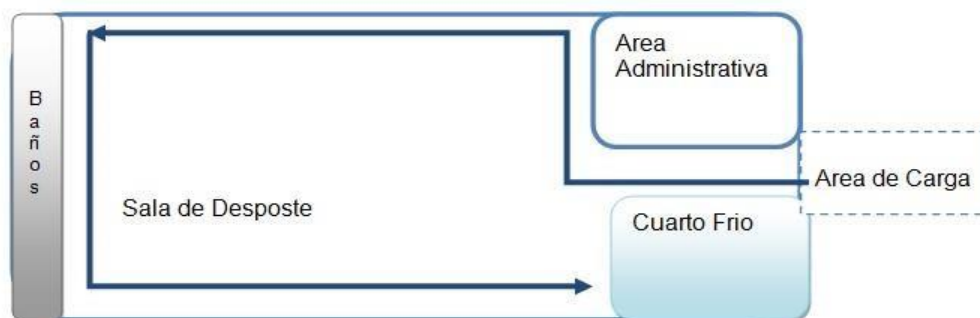 Baños
Area
Administrativa
Area de Carga
Sala de Desposte
Cuarto Frio